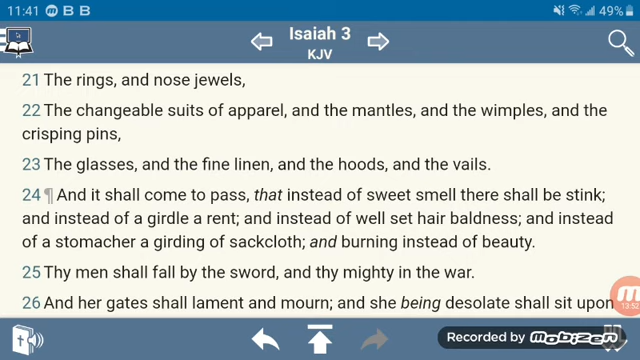 11:41 B B 49%
Isaiah 3
KJV
21 The rings, and nose jewels,
22 The changeable suits of apparel, and the mantles, and the wimples, and the
crisping pins,
23 The glasses, and the fine linen, and the hoods, and the vails.
24 ¶ And it shall come to pass, that instead of sweet smell there shall be stink;
and instead of a girdle a rent; and instead of well set hair baldness; and instead
of a stomacher a girding of sackcloth; and burning instead of beauty.
25 Thy men shall fall by the sword, and thy mighty in the war.
26 And her gates shall lament and mourn; and she being desolate shall sit upon
13:52
Recorded by mobizen